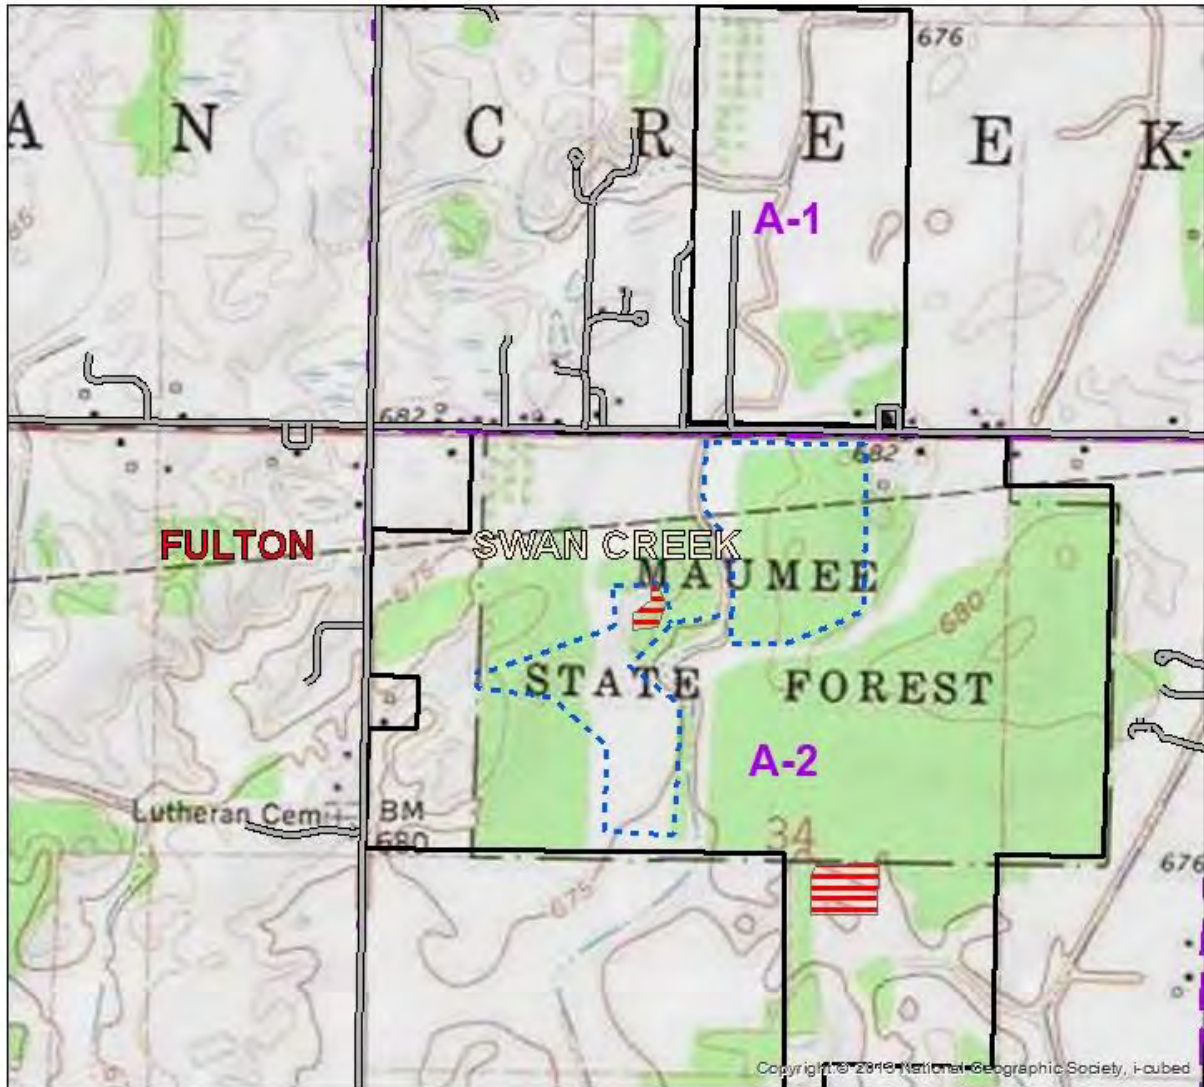 676
A N C R E E K
A-1
682
682
FULTON
SWAN CREEK
675
MAUMEE
680
STATE FOREST
A-2
Lutheran Cem
BM
680
34
676
675
Copyright:© 2013 National Geographic Society, i-cubed